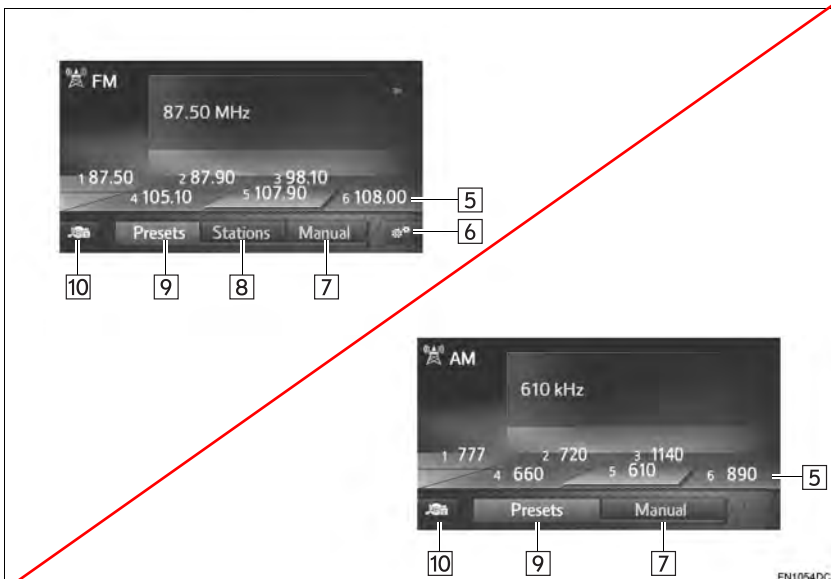 FM
87.50 MHz
1 87.50 2 87.90 3 98.10
4 105.10 5 107.90 6 108.00 5
Presets Stations Manual 6
10 9 8 7
AM
610 kHz
1 777 2 720 3 1140
4 660 5 610 6 890 5
Presets Manual
10 9 7
EN1054DC